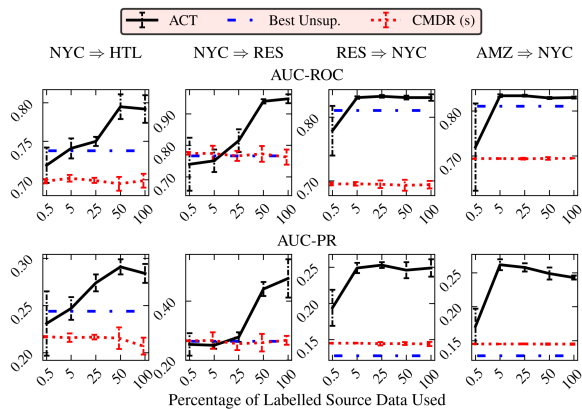 ACT Best Unsup. CMDR (s)
NYC ⇒ HTL NYC ⇒ RES RES ⇒ NYC AMZ ⇒ NYC
AUC-ROC
0.80 0.75 0.70
0.90 0.80 0.70
0.80 0.70
0.80 0.70
0.5 5 25 50 100 0.5 5 25 50 100 0.5 5 25 50 100 0.5 5 25 50 100
AUC-PR
0.30 0.25 0.20
0.40 0.20
0.25 0.15
0.25 0.15
0.5 5 25 50 100 0.5 5 25 50 100 0.5 5 25 50 100 0.5 5 25 50 100
Percentage of Labelled Source Data Used